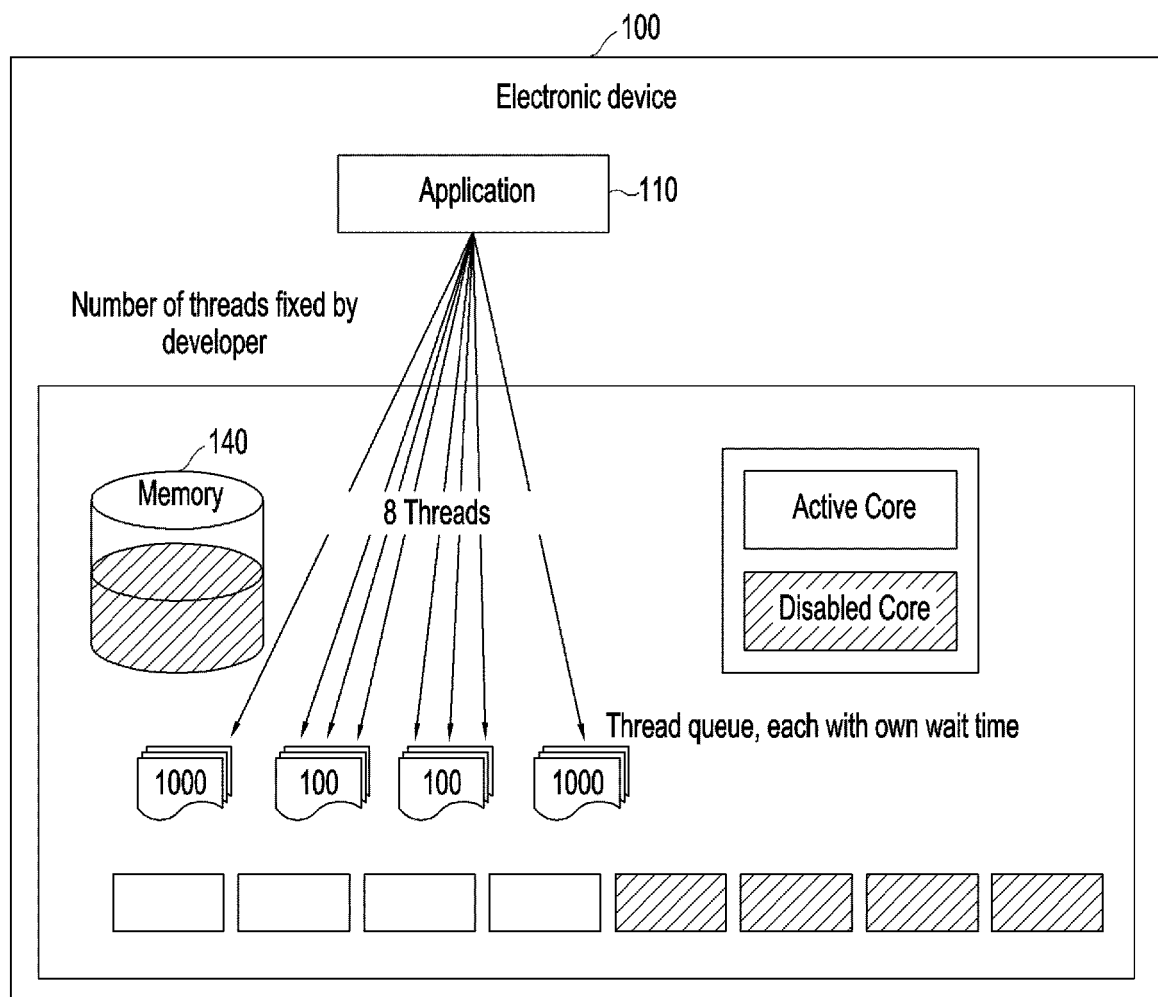 100
Electronic device
Application
110
Number of threads fixed by
developer
140
Memory
8 Threads
Active Core
Disabled Core
Thread queue, each with own wait time
1000
100
100
1000